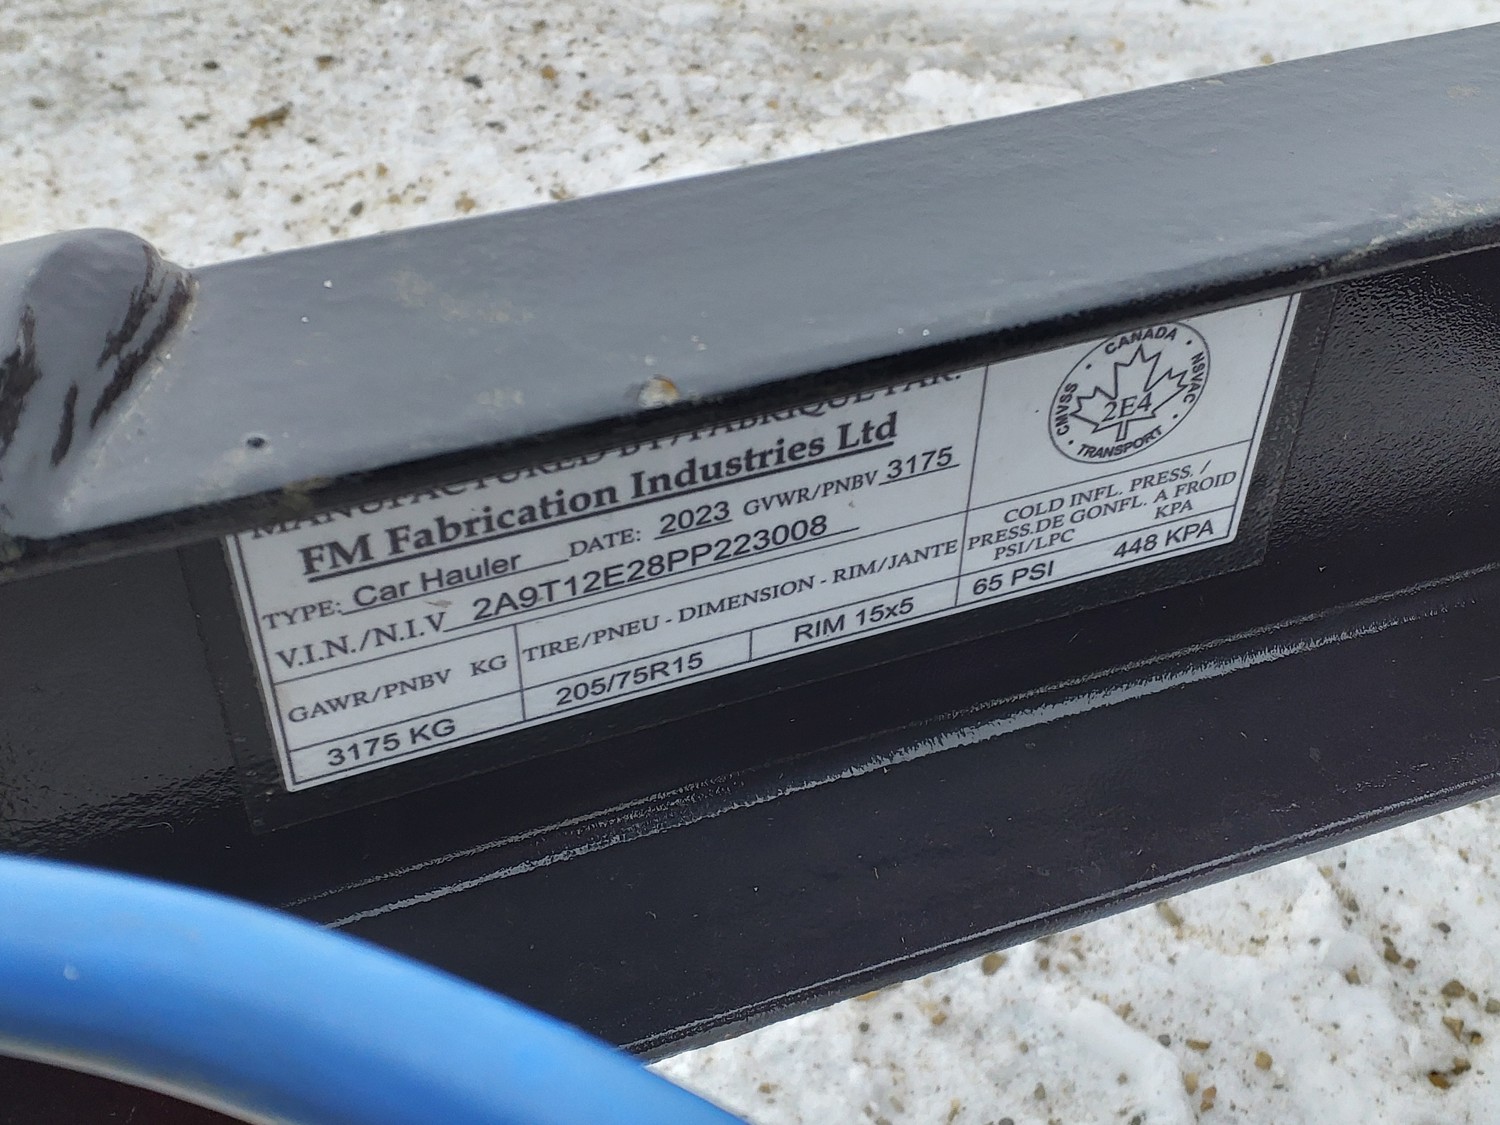 MANUFACTURED BY/FABRIQUE PAR:
FM Fabrication Industries Ltd
TYPE: Car Hauler DATE: 2023 GVWR/PNBV 3175
V.I.N./N.I.V 2A9T12E28PP223008
CANADA
CMVSS · NSVAC
2E4
TRANSPORT
GAWR/PNBV KG
TIRE/PNEU - DIMENSION - RIM/JANTE
COLD INFL. PRESS. /
PRESS.DE GONFL. A FROID
PSI/LPC KPA
3175 KG
205/75R15
RIM 15x5
65 PSI 448 KPA